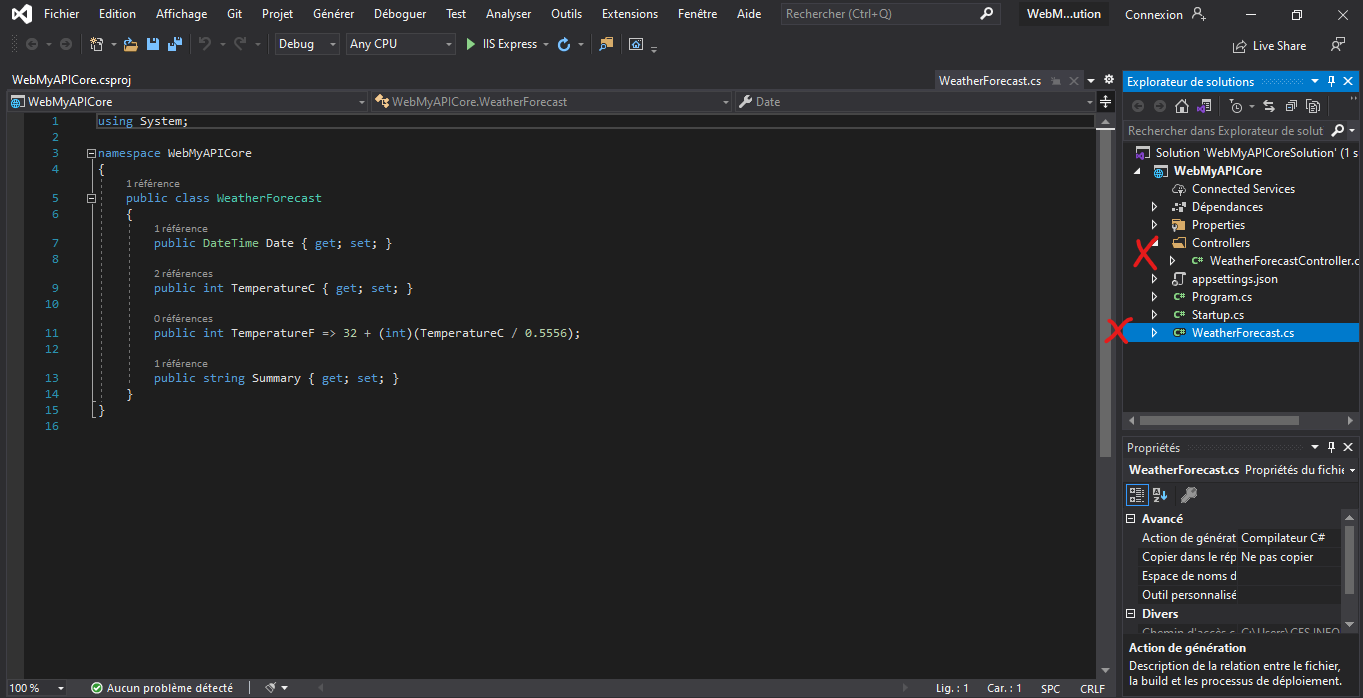 Fichier Edition Affichage Git Projet Générer Déboguer Test Analyser Outils Extensions Fenêtre Aide Rechercher (Ctrl+Q) WebM...ution Connexion
Debug Any CPU IIS Express Live Share
WebMyAPICore.csproj WeatherForecast.cs
WebMyAPICore WebMyAPICore.WeatherForecast Date
1 using System;
2
3 namespace WebMyAPICore
4 {
1 référence
5 public class WeatherForecast
6 {
1 référence
7 public DateTime Date { get; set; }
8
2 références
9 public int TemperatureC { get; set; }
10
0 références
11 public int TemperatureF => 32 + (int)(TemperatureC / 0.5556);
12
1 référence
13 public string Summary { get; set; }
14 }
15 }
16
100 % Aucun problème détecté Lig. : 1 Car. : 1 SPC CRLF
Explorateur de solutions
Rechercher dans Explorateur de solut
Solution 'WebMyAPICoreSolution' (1 s
WebMyAPICore
Connected Services
Dépendances
Properties
Controllers
C# WeatherForecastController.c
appsettings.json
C# Program.cs
C# Startup.cs
C# WeatherForecast.cs
Propriétés
WeatherForecast.cs Propriétés du fichie
Avancé
Action de générat Compilateur C#
Copier dans le rép Ne pas copier
Espace de noms d
Outil personnalisé
Divers
Chemin d'accès c C:\Users\CES INFO
Action de génération
Description de la relation entre le fichier,
la build et les processus de déploiement.